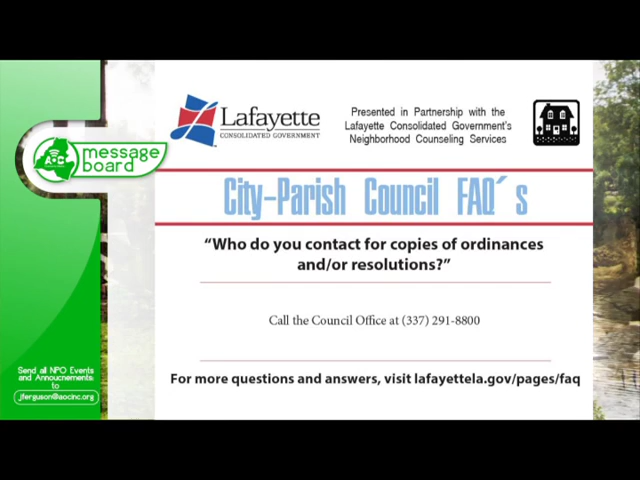 Lafayette
CONSOLIDATED GOVERNMENT
Presented in Partnership with the
Lafayette Consolidated Government's
Neighborhood Counseling Services
AOC
message
board
City-Parish Council FAQ´s
“Who do you contact for copies of ordinances
and/or resolutions?”
Call the Council Office at (337) 291-8800
For more questions and answers, visit lafayettela.gov/pages/faq
Send all NPO Events
and Annoucnements:
to
jferguson@aocinc.org